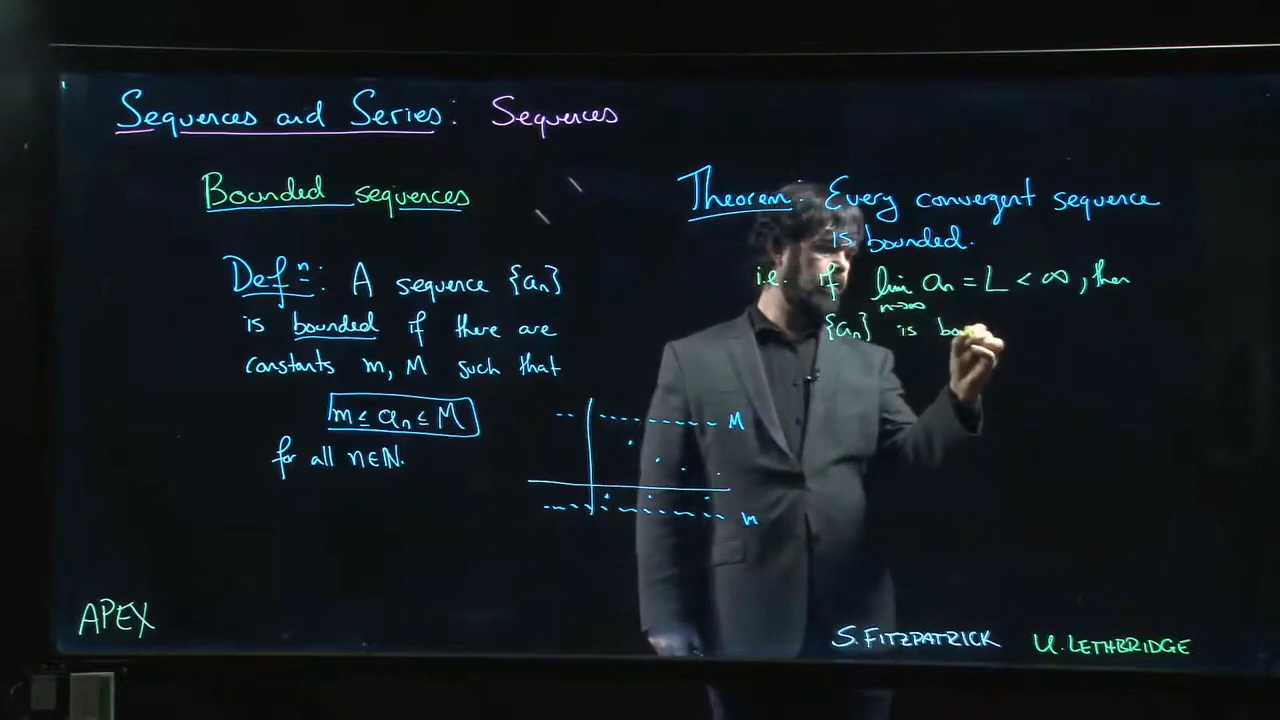 Sequences and Series: Sequences
Bounded sequences
Defⁿ: A sequence {aₙ}
is bounded if there are
constants m, M such that
m ≤ aₙ ≤ M
for all n∈ℕ.
M
m
Theorem: Every convergent sequence
is bounded.
i.e. if lim n→∞ aₙ = L < ∞, then
{aₙ} is bou
APEX
S. FITZPATRICK U. LETHBRIDGE